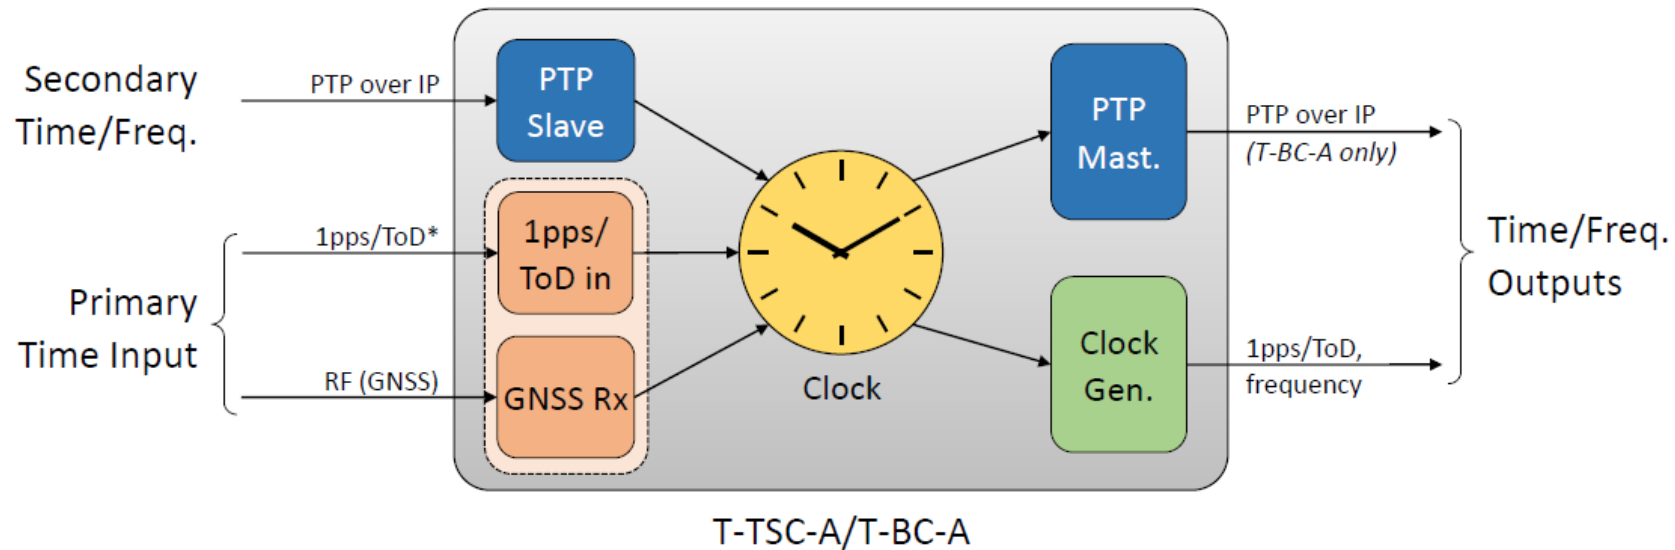 Secondary
Time/Freq.
PTP over IP
PTP
Slave
Primary
Time Input
1pps/ToD*
1pps/
ToD in
RF (GNSS)
GNSS Rx
Clock
PTP
Mast.
PTP over IP
(T-BC-A only)
Clock
Gen.
1pps/ToD,
frequency
Time/Freq.
Outputs
T-TSC-A/T-BC-A